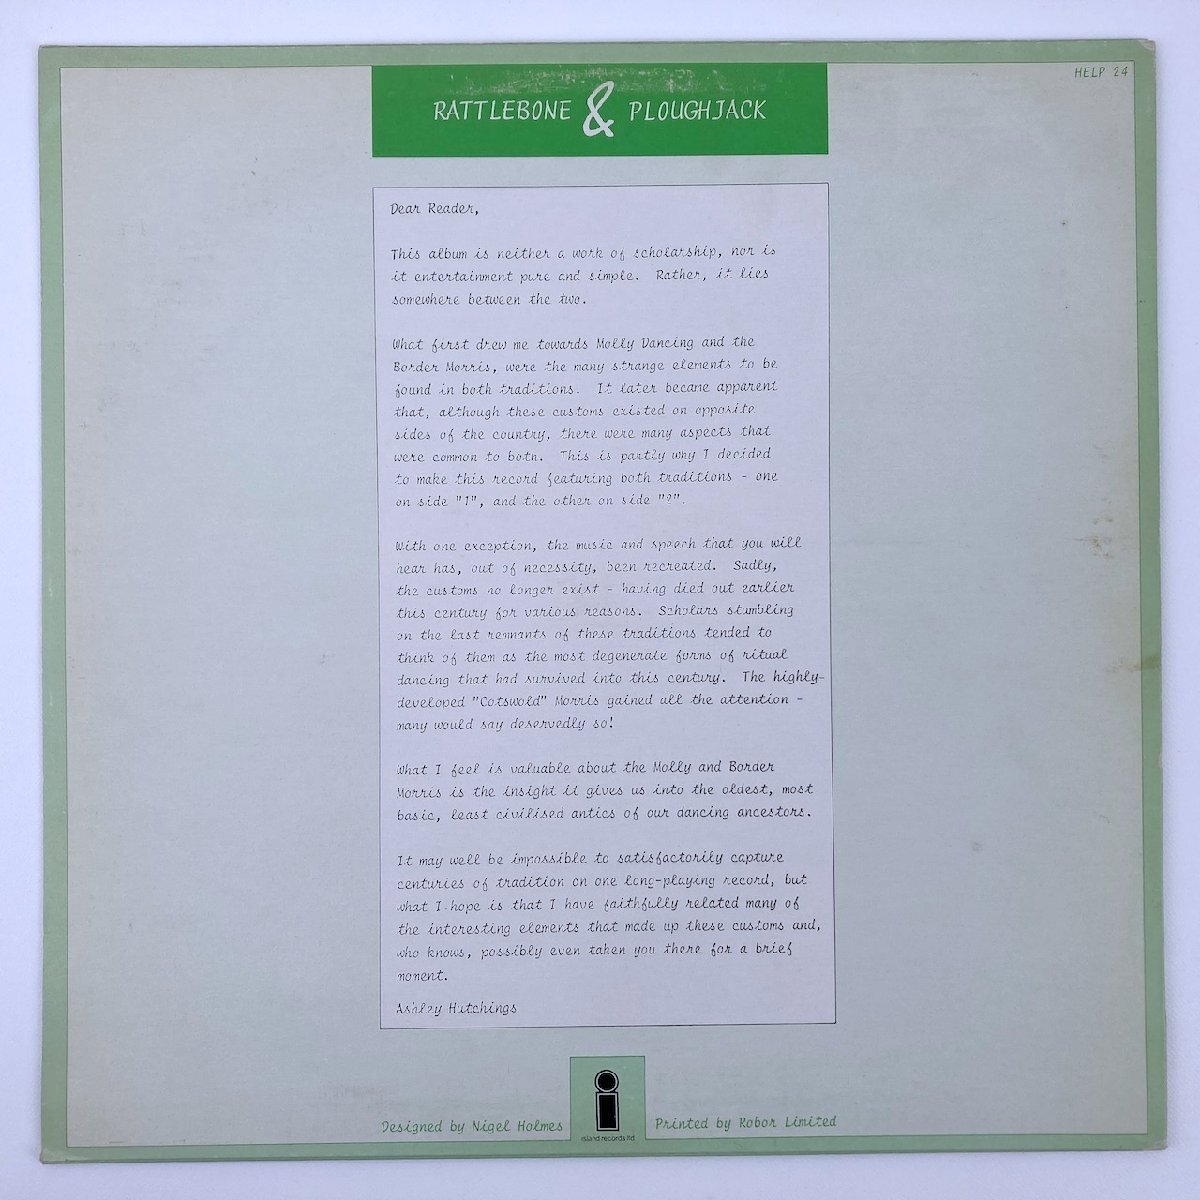 HELP 24
RATTLEBONE & PLOUGHJACK
Dear Reader,
This album is neither a work of scholarship, nor is
it entertainment pure and simple. Rather, it lies
somewhere between the two.
What first drew me towards Molly Dancing and the
Border Morris, were the many strange elements to be
found in both traditions. It later became apparent
that, although these customs existed on opposite
sides of the country, there were many aspects that
were common to both. This is partly why I decided
to make this record featuring both traditions - one
on side "1", and the other on side "2".
With one exception, the music and speech that you will
hear has, out of necessity, been recreated. Sadly,
the customs no longer exist - having died out earlier
this century for various reasons. Scholars stumbling
on the last remnants of these traditions tended to
think of them as the most degenerate forms of ritual
dancing that had survived into this century. The highly-
developed "Cotswold" Morris gained all the attention -
many would say deservedly so!
What I feel is valuable about the Molly and Border
Morris is the insight it gives us into the oldest, most
basic, least civilised antics of our dancing ancestors.
It may well be impossible to satisfactorily capture
centuries of tradition on one long-playing record, but
what I hope is that I have faithfully related many of
the interesting elements that made up these customs and,
who knows, possibly even taken you there for a brief
moment.
Ashley Hutchings
Designed by Nigel Holmes
island records ltd
Printed by Robor Limited